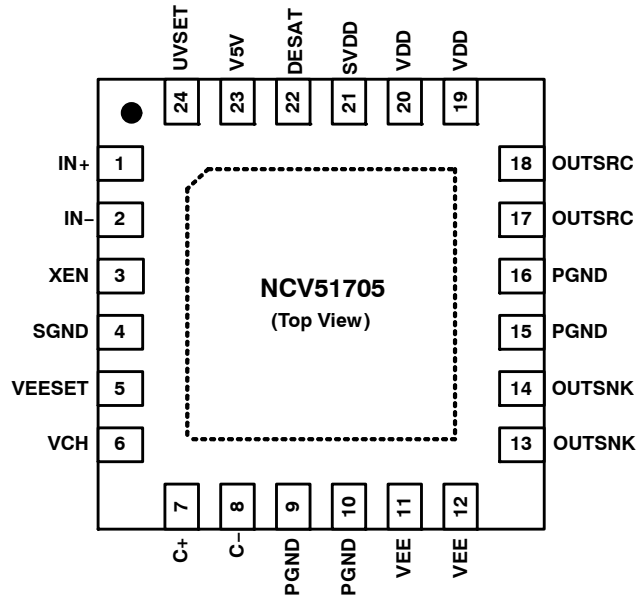 UVSET V5V DESAT SVDD VDD VDD
24 23 22 21 20 19
IN+ 1 18 OUTSRC
IN− 2 17 OUTSRC
XEN 3 16 PGND
NCV51705
(Top View)
SGND 4 15 PGND
VEESET 5 14 OUTSNK
VCH 6 13 OUTSNK
7 8 9 10 11 12
C+ C− PGND PGND VEE VEE